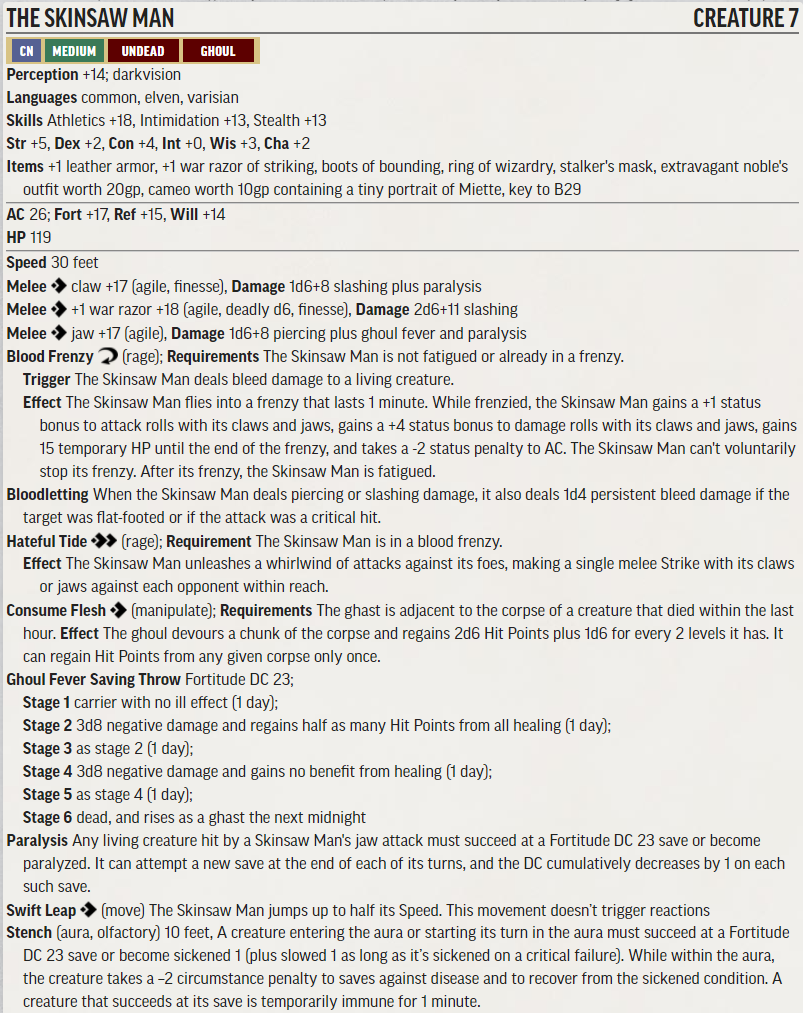 THE SKINSAW MAN CREATURE 7
CN MEDIUM UNDEAD GHOUL
Perception +14; darkvision
Languages common, elven, varisian
Skills Athletics +18, Intimidation +13, Stealth +13
Str +5, Dex +2, Con +4, Int +0, Wis +3, Cha +2
Items +1 leather armor, +1 war razor of striking, boots of bounding, ring of wizardry, stalker's mask, extravagant noble's
outfit worth 20gp, cameo worth 10gp containing a tiny portrait of Miette, key to B29
AC 26; Fort +17, Ref +15, Will +14
HP 119
Speed 30 feet
Melee claw +17 (agile, finesse), Damage 1d6+8 slashing plus paralysis
Melee +1 war razor +18 (agile, deadly d6, finesse), Damage 2d6+11 slashing
Melee jaw +17 (agile), Damage 1d6+8 piercing plus ghoul fever and paralysis
Blood Frenzy (rage); Requirements The Skinsaw Man is not fatigued or already in a frenzy.
Trigger The Skinsaw Man deals bleed damage to a living creature.
Effect The Skinsaw Man flies into a frenzy that lasts 1 minute. While frenzied, the Skinsaw Man gains a +1 status
bonus to attack rolls with its claws and jaws, gains a +4 status bonus to damage rolls with its claws and jaws, gains
15 temporary HP until the end of the frenzy, and takes a -2 status penalty to AC. The Skinsaw Man can't voluntarily
stop its frenzy. After its frenzy, the Skinsaw Man is fatigued.
Bloodletting When the Skinsaw Man deals piercing or slashing damage, it also deals 1d4 persistent bleed damage if the
target was flat-footed or if the attack was a critical hit.
Hateful Tide (rage); Requirement The Skinsaw Man is in a blood frenzy.
Effect The Skinsaw Man unleashes a whirlwind of attacks against its foes, making a single melee Strike with its claws
or jaws against each opponent within reach.
Consume Flesh (manipulate); Requirements The ghast is adjacent to the corpse of a creature that died within the last
hour. Effect The ghoul devours a chunk of the corpse and regains 2d6 Hit Points plus 1d6 for every 2 levels it has. It
can regain Hit Points from any given corpse only once.
Ghoul Fever Saving Throw Fortitude DC 23;
Stage 1 carrier with no ill effect (1 day);
Stage 2 3d8 negative damage and regains half as many Hit Points from all healing (1 day);
Stage 3 as stage 2 (1 day);
Stage 4 3d8 negative damage and gains no benefit from healing (1 day);
Stage 5 as stage 4 (1 day);
Stage 6 dead, and rises as a ghast the next midnight
Paralysis Any living creature hit by a Skinsaw Man's jaw attack must succeed at a Fortitude DC 23 save or become
paralyzed. It can attempt a new save at the end of each of its turns, and the DC cumulatively decreases by 1 on each
such save.
Swift Leap (move) The Skinsaw Man jumps up to half its Speed. This movement doesn't trigger reactions
Stench (aura, olfactory) 10 feet, A creature entering the aura or starting its turn in the aura must succeed at a Fortitude
DC 23 save or become sickened 1 (plus slowed 1 as long as it's sickened on a critical failure). While within the aura,
the creature takes a –2 circumstance penalty to saves against disease and to recover from the sickened condition. A
creature that succeeds at its save is temporarily immune for 1 minute.